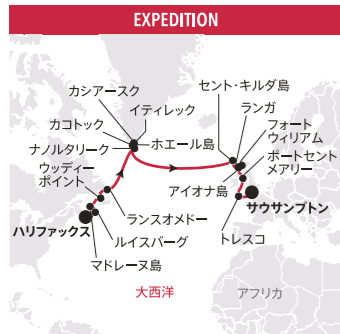 EXPEDITION
カシアースク
イティレック
カコトック
ホエール島
ナノルタリーク
ウッディー
ポイント
ランスオメドー
ハリファックス
ルイスバーグ
マドレーヌ島
セント・キルダ島
ランガ
フォート
ウィリアム
ポートセント
メアリー
アイオナ島
サウサンプトン
トレスコ
大西洋
アフリカ